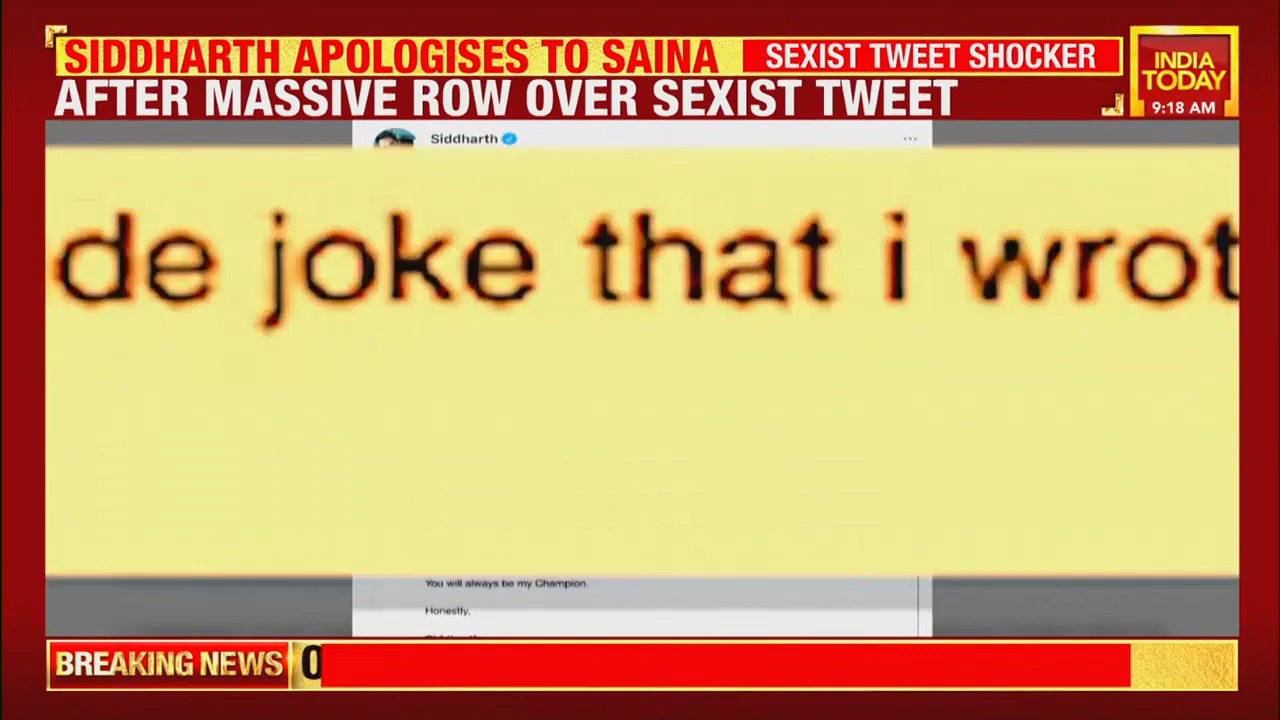 SIDDHARTH APOLOGISES TO SAINA
SEXIST TWEET SHOCKER
AFTER MASSIVE ROW OVER SEXIST TWEET
INDIA
TODAY
9:18 AM
Siddharth
de joke that i wrot
You will always be my Champion.
Honestly,
BREAKING NEWS